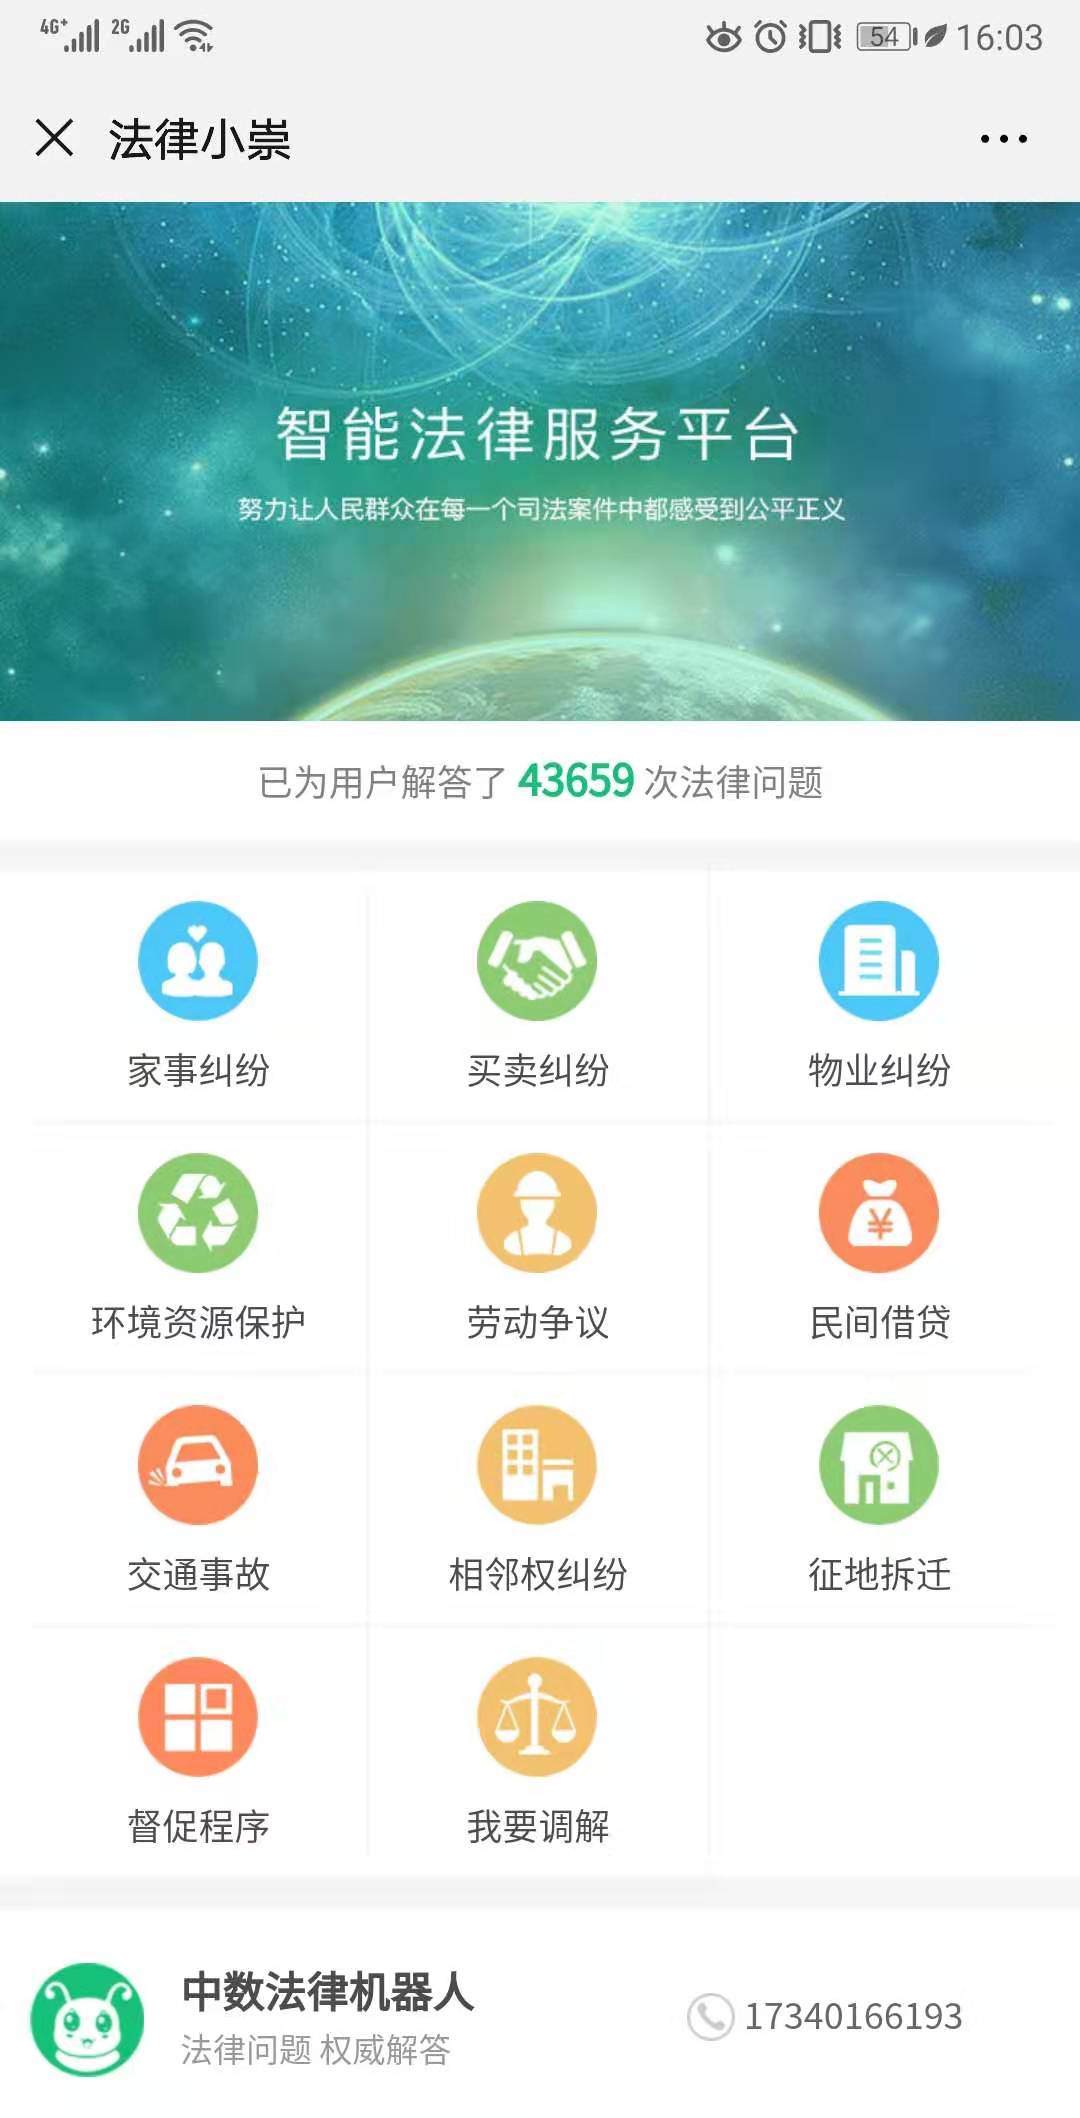 4G+ 2G 54 16:03
法律小崇
智能法律服务平台
努力让人民群众在每一个司法案件中都感受到公平正义
已为用户解答了 43659 次法律问题
家事纠纷 买卖纠纷 物业纠纷
环境资源保护 劳动争议 民间借贷
交通事故 相邻权纠纷 征地拆迁
督促程序 我要调解
中数法律机器人
法律问题 权威解答
17340166193